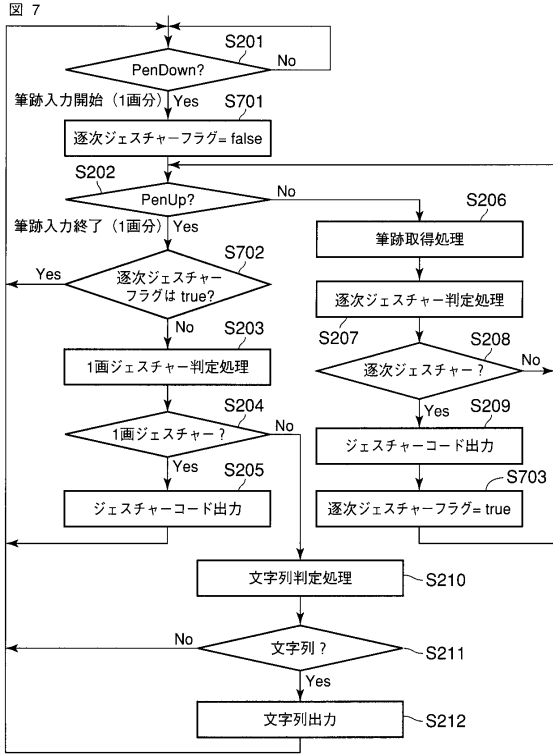 図 7
S201
PenDown?
No
筆跡入力開始（1画分）
Yes
S701
逐次ジェスチャーフラグ= false
S202
PenUp?
No
筆跡入力終了（1画分）
Yes
S206
筆跡取得処理
S702
Yes
逐次ジェスチャー
フラグは true?
No
逐次ジェスチャー判定処理
S207
S203
1画ジェスチャー判定処理
S208
逐次ジェスチャー？
No
Yes
S204
1画ジェスチャー？
No
Yes
S209
ジェスチャーコード出力
S205
ジェスチャーコード出力
S703
逐次ジェスチャーフラグ= true
文字列判定処理
S210
No
文字列？
S211
Yes
文字列出力
S212